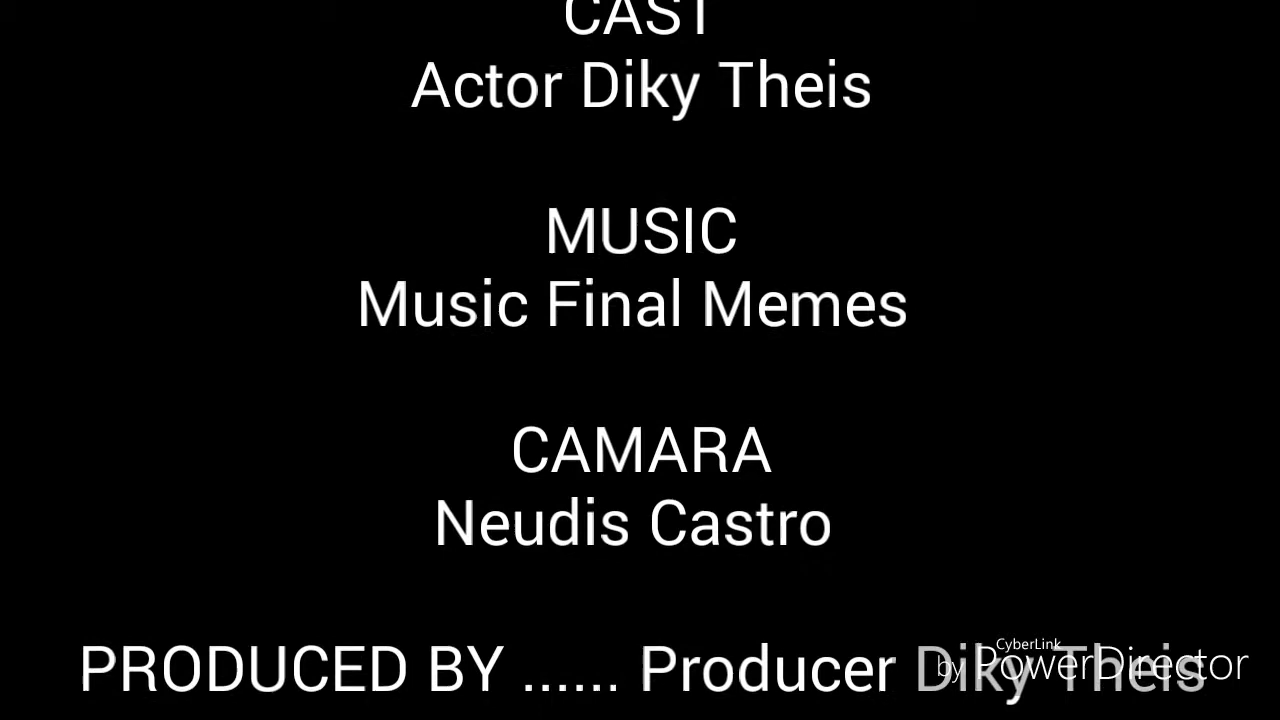 CAST
Actor Diky Theis
MUSIC
Music Final Memes
CAMARA
Neudis Castro
PRODUCED BY ...... Producer Diky Theis
CyberLink
by PowerDirector